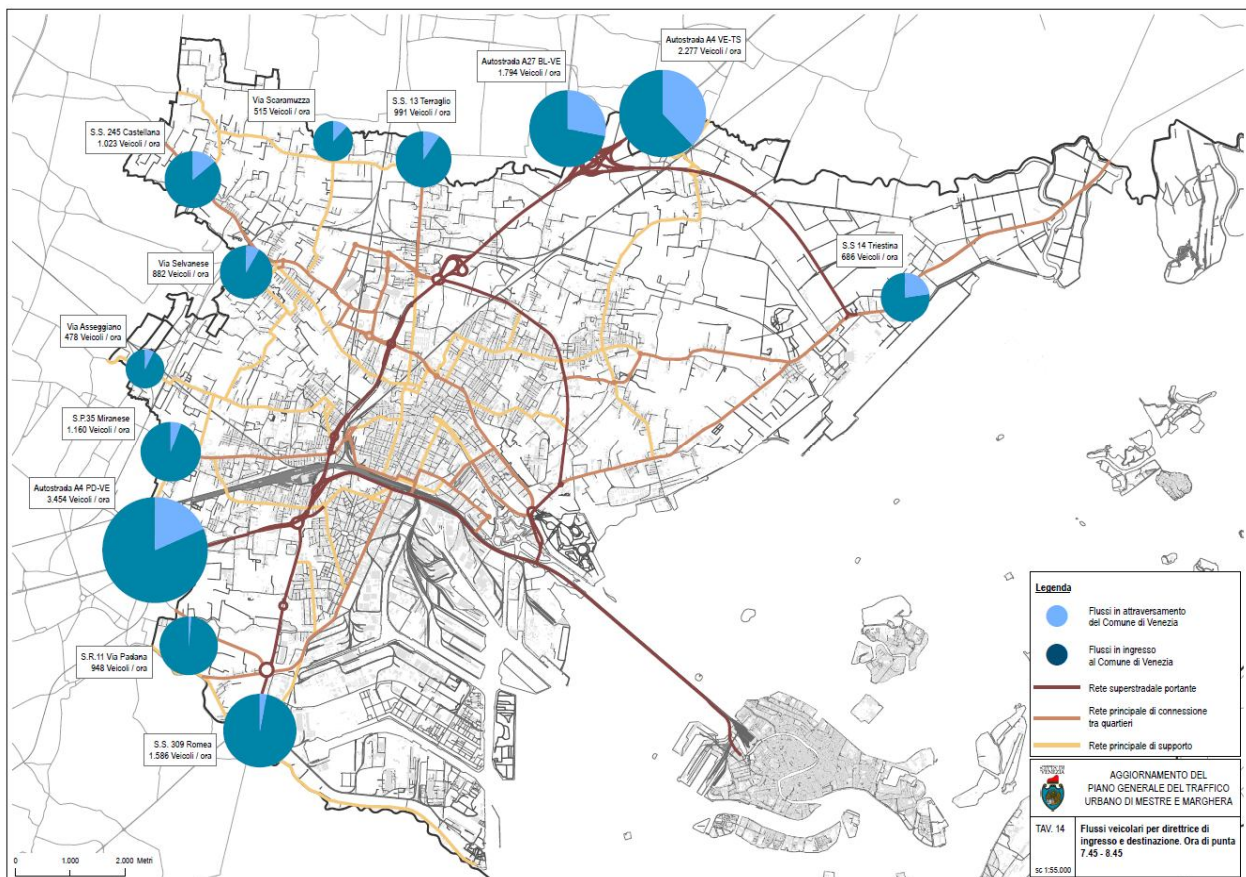 Autostrada A4 VE-TS
2.277 Veicoli / ora
Autostrada A27 BL-VE
1.794 Veicoli / ora
Via Scaramuzza
515 Veicoli / ora
S.S. 13 Terraglio
991 Veicoli / ora
S.S. 245 Castellana
1.023 Veicoli / ora
Via Selvanese
882 Veicoli / ora
S.S 14 Triestina
686 Veicoli / ora
Via Asseggiano
478 Veicoli / ora
S.P.35 Miranese
1.160 Veicoli / ora
Autostrada A4 PD-VE
3.454 Veicoli / ora
S.R.11 Via Padana
948 Veicoli / ora
S.S. 309 Romea
1.586 Veicoli / ora
Legenda
Flussi in attraversamento
del Comune di Venezia
Flussi in ingresso
al Comune di Venezia
Rete superstradale portante
Rete principale di connessione
tra quartieri
Rete principale di supporto
CITTA' DI
VENEZIA
AGGIORNAMENTO DEL
PIANO GENERALE DEL TRAFFICO
URBANO DI MESTRE E MARGHERA
TAV. 14
Flussi veicolari per direttrice di
ingresso e destinazione. Ora di punta
7.45 - 8.45
sc 1:55.000
0 1.000 2.000 Metri